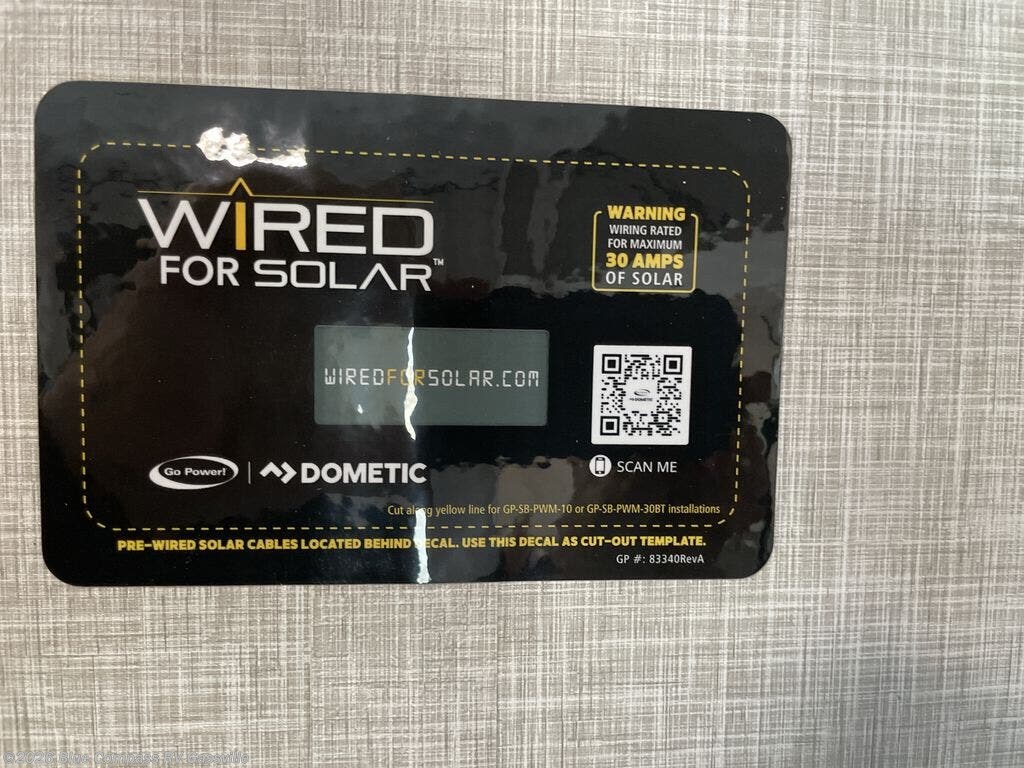 WIRED
FOR SOLAR™
WARNING
WIRING RATED
FOR MAXIMUM
30 AMPS
OF SOLAR
WIREDFORSOLAR.COM
DOMETIC
SCAN ME
Go Power! | DOMETIC
Cut along yellow line for GP-SB-PWM-10 or GP-SB-PWM-30BT installations
PRE-WIRED SOLAR CABLES LOCATED BEHIND DECAL. USE THIS DECAL AS CUT-OUT TEMPLATE.
GP #: 83340RevA